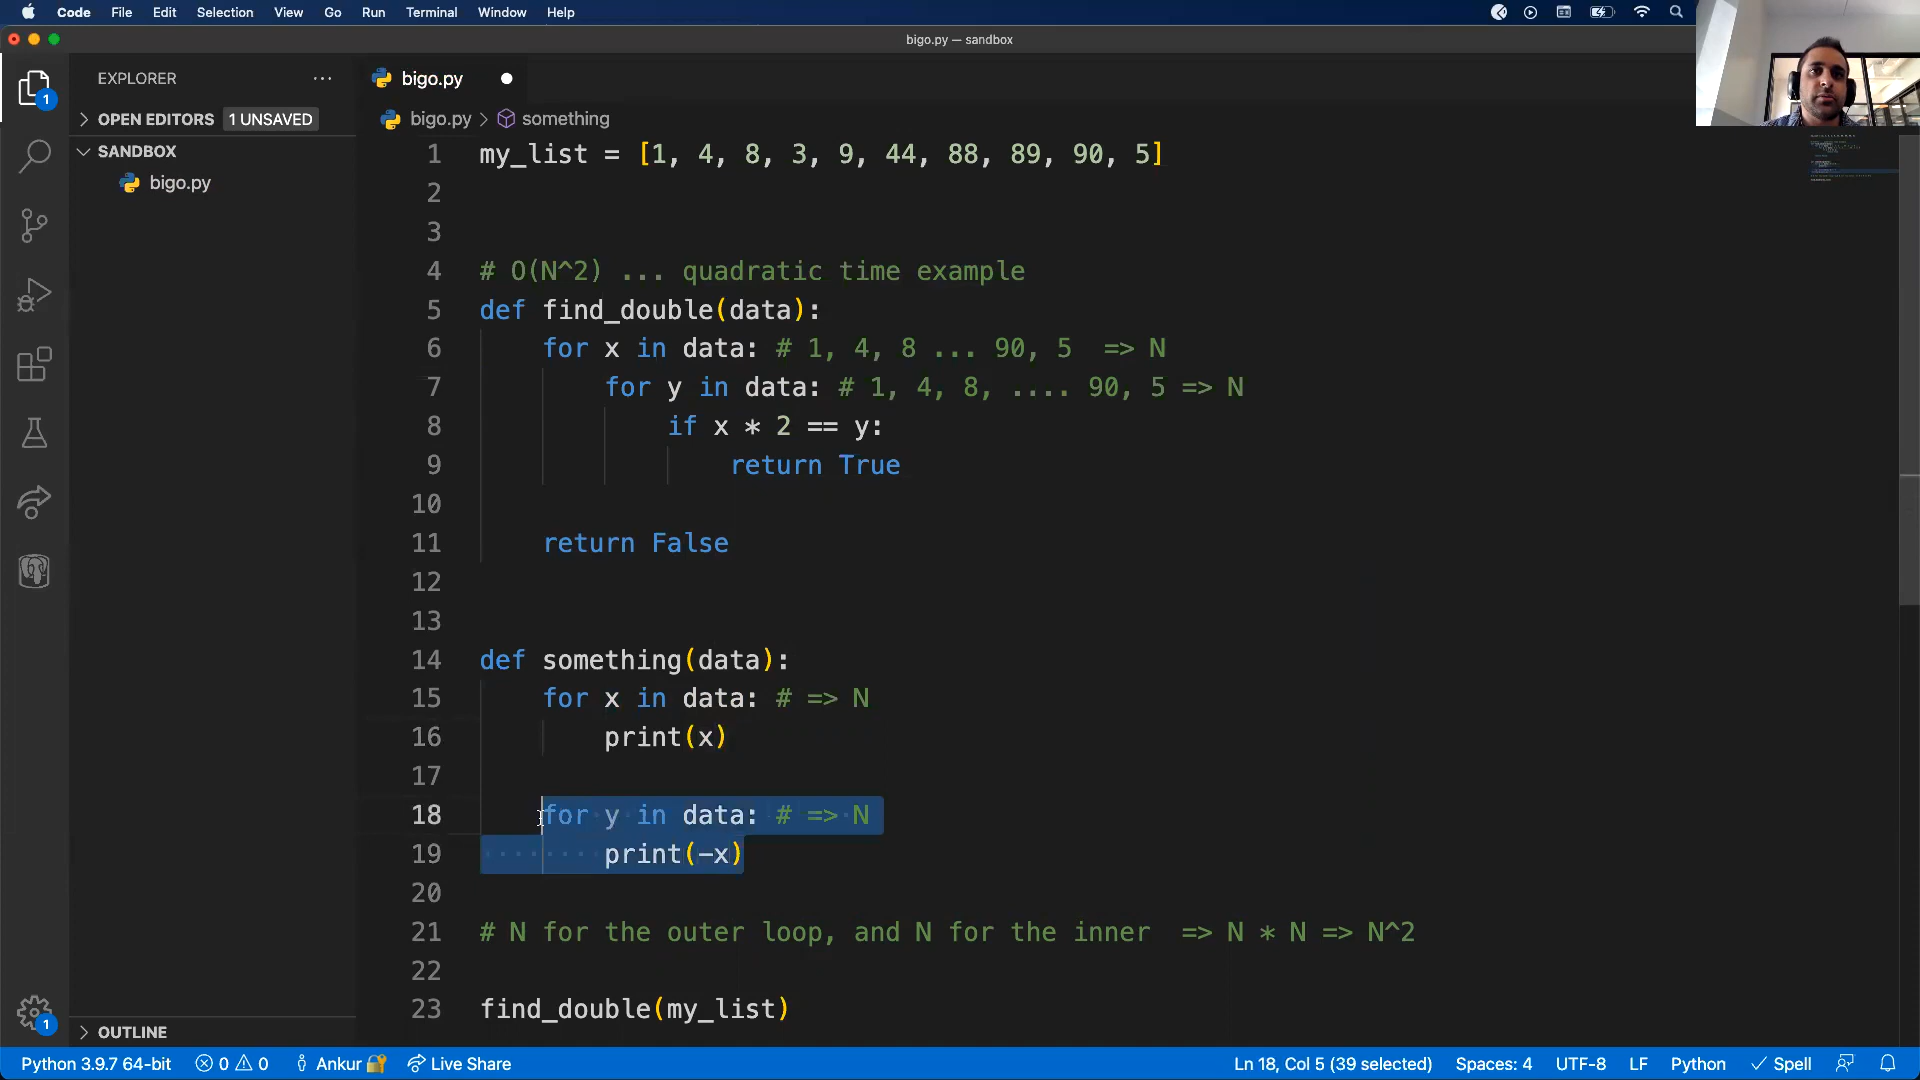 Code File Edit Selection View Go Run Terminal Window Help
bigo.py — sandbox
EXPLORER ...
bigo.py
OPEN EDITORS 1 UNSAVED
bigo.py > something
SANDBOX
bigo.py
1 my_list = [1, 4, 8, 3, 9, 44, 88, 89, 90, 5]
2
3
4 # O(N^2) ... quadratic time example
5 def find_double(data):
6 for x in data: # 1, 4, 8 ... 90, 5 => N
7 for y in data: # 1, 4, 8, .... 90, 5 => N
8 if x * 2 == y:
9 return True
10
11 return False
12
13
14 def something(data):
15 for x in data: # => N
16 print(x)
17
18 for y in data: # => N
19 print(-x)
20
21 # N for the outer loop, and N for the inner => N * N => N^2
22
23 find_double(my_list)
1
1
OUTLINE
Python 3.9.7 64-bit 0 0 Ankur Live Share Ln 18, Col 5 (39 selected) Spaces: 4 UTF-8 LF Python Spell